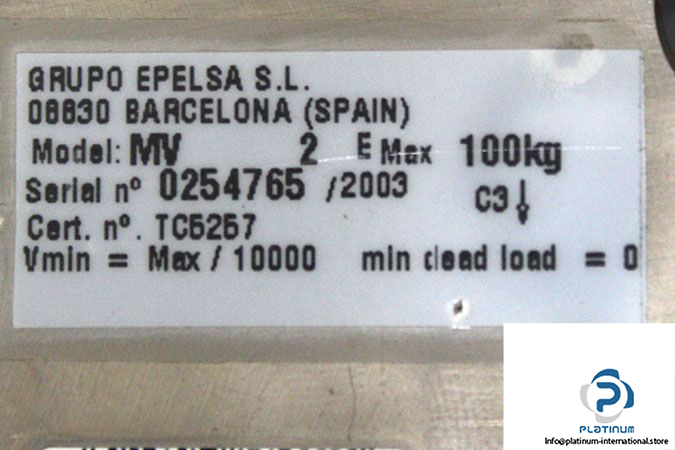 GRUPO EPELSA S.L.
08830 BARCELONA (SPAIN)
Model: MV 2 E Max 100kg
Serial nº 0254765 /2003 C3
Cert. nº. TC5257
Vmin = Max / 10000 min dead load = 0
PLATINUM
Info@platinum-international.store